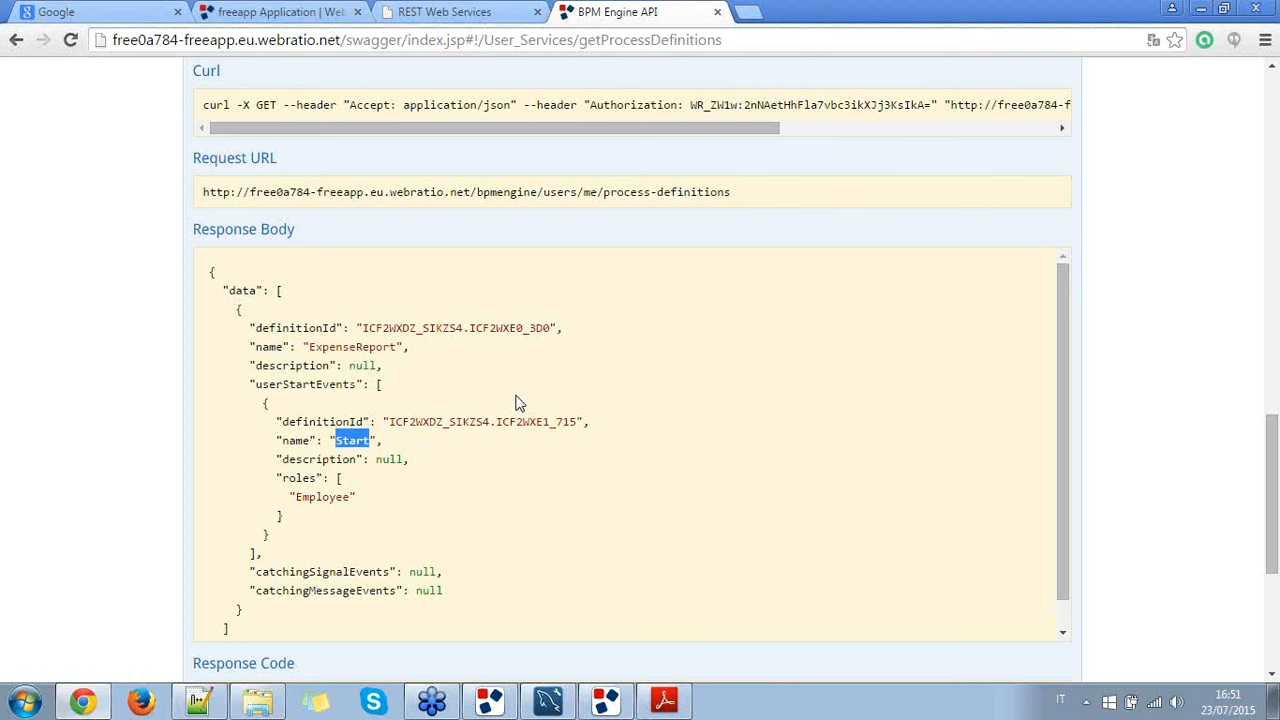 Google
freeapp Application | Web
REST Web Services
BPM Engine API
free0a784-freeapp.eu.webratio.net/swagger/index.jsp#!/User_Services/getProcessDefinitions
Curl
curl -X GET --header "Accept: application/json" --header "Authorization: WR_ZW1w:2nNAetHhFla7vbc3ikXJj3KsIkA=" "http://free0a784-f
Request URL
http://free0a784-freeapp.eu.webratio.net/bpmengine/users/me/process-definitions
Response Body
{
"data": [
{
"definitionId": "ICF2WXDZ_SIKZS4.ICF2WXE0_3D0",
"name": "ExpenseReport",
"description": null,
"userStartEvents": [
{
"definitionId": "ICF2WXDZ_SIKZS4.ICF2WXE1_715",
"name": "Start",
"description": null,
"roles": [
"Employee"
]
}
],
"catchingSignalEvents": null,
"catchingMessageEvents": null
}
]
Response Code
IT
16:51
23/07/2015